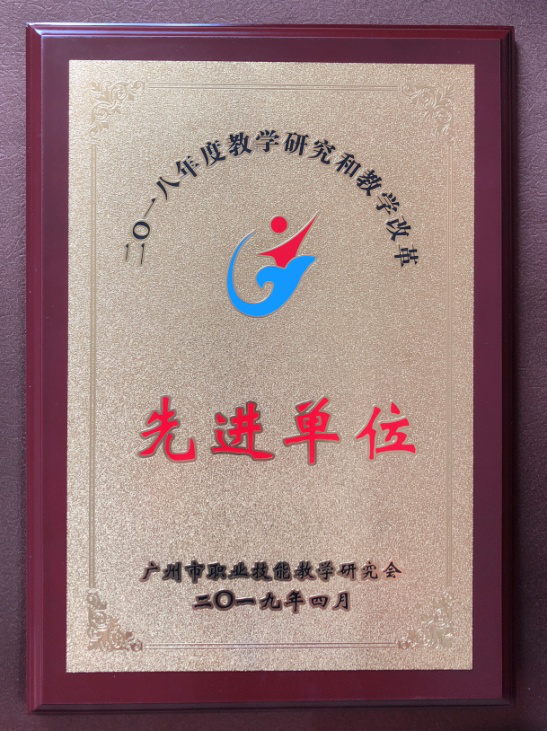 二〇一八年度教学研究和教学改革
先进单位
广州市职业技能教学研究会
二〇一九年四月